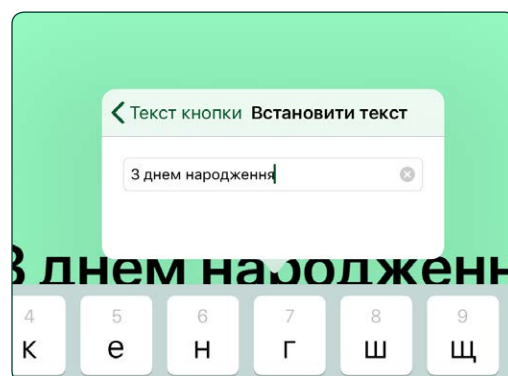 Текст кнопки Встановити текст
З днем народження
З днем народженн
4 5 6 7 8 9
к е н г ш щ